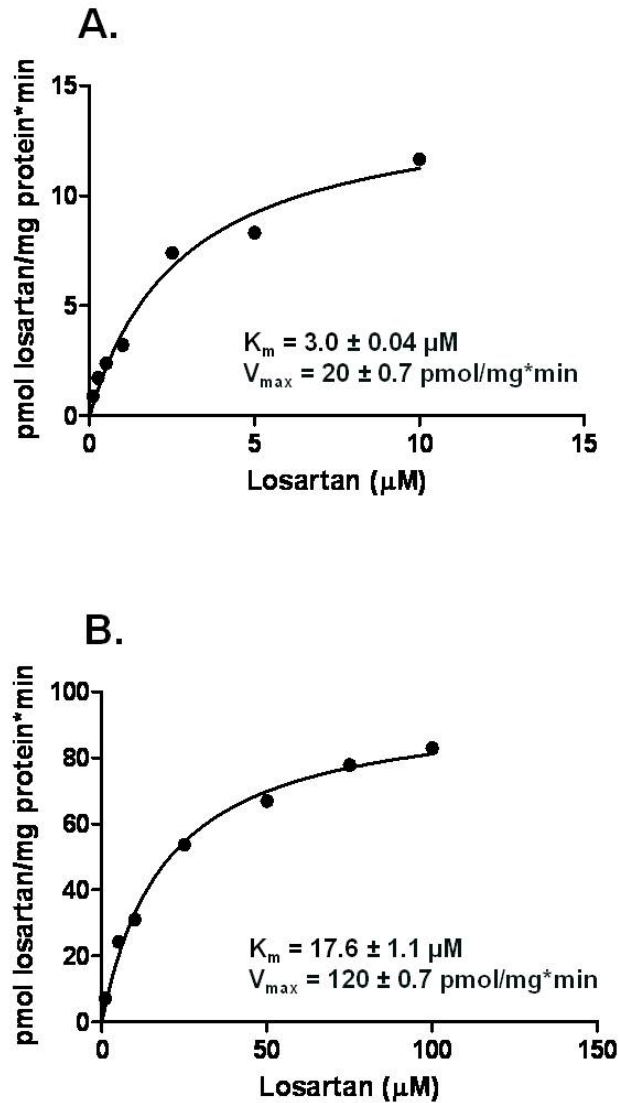 A.
pmol losartan/mg protein*min
15
10
5
0
Kₘ = 3.0 ± 0.04 µM
Vₘₐₓ = 20 ± 0.7 pmol/mg*min
0 5 10 15
Losartan (µM)
B.
pmol losartan/mg protein*min
100
80
60
40
20
0
Kₘ = 17.6 ± 1.1 µM
Vₘₐₓ = 120 ± 0.7 pmol/mg*min
0 50 100 150
Losartan (µM)